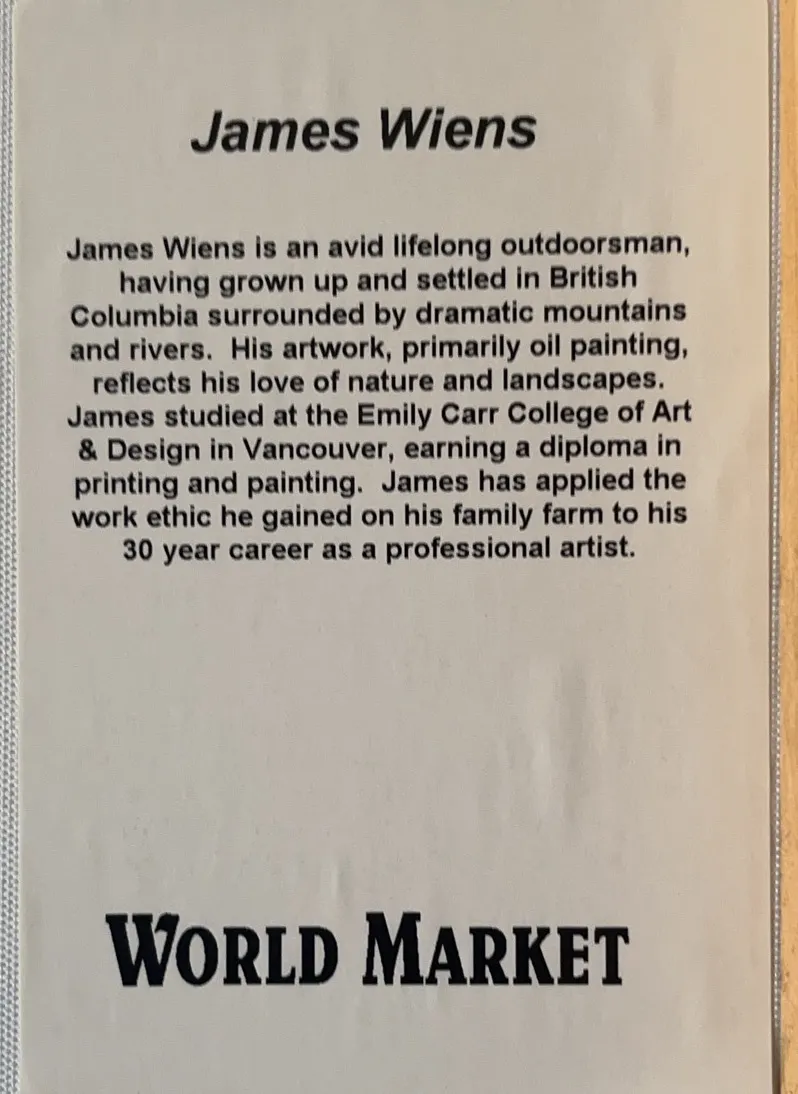 James Wiens
James Wiens is an avid lifelong outdoorsman,
having grown up and settled in British
Columbia surrounded by dramatic mountains
and rivers.  His artwork, primarily oil painting,
reflects his love of nature and landscapes.
James studied at the Emily Carr College of Art
& Design in Vancouver, earning a diploma in
printing and painting.  James has applied the
work ethic he gained on his family farm to his
30 year career as a professional artist.
WORLD MARKET